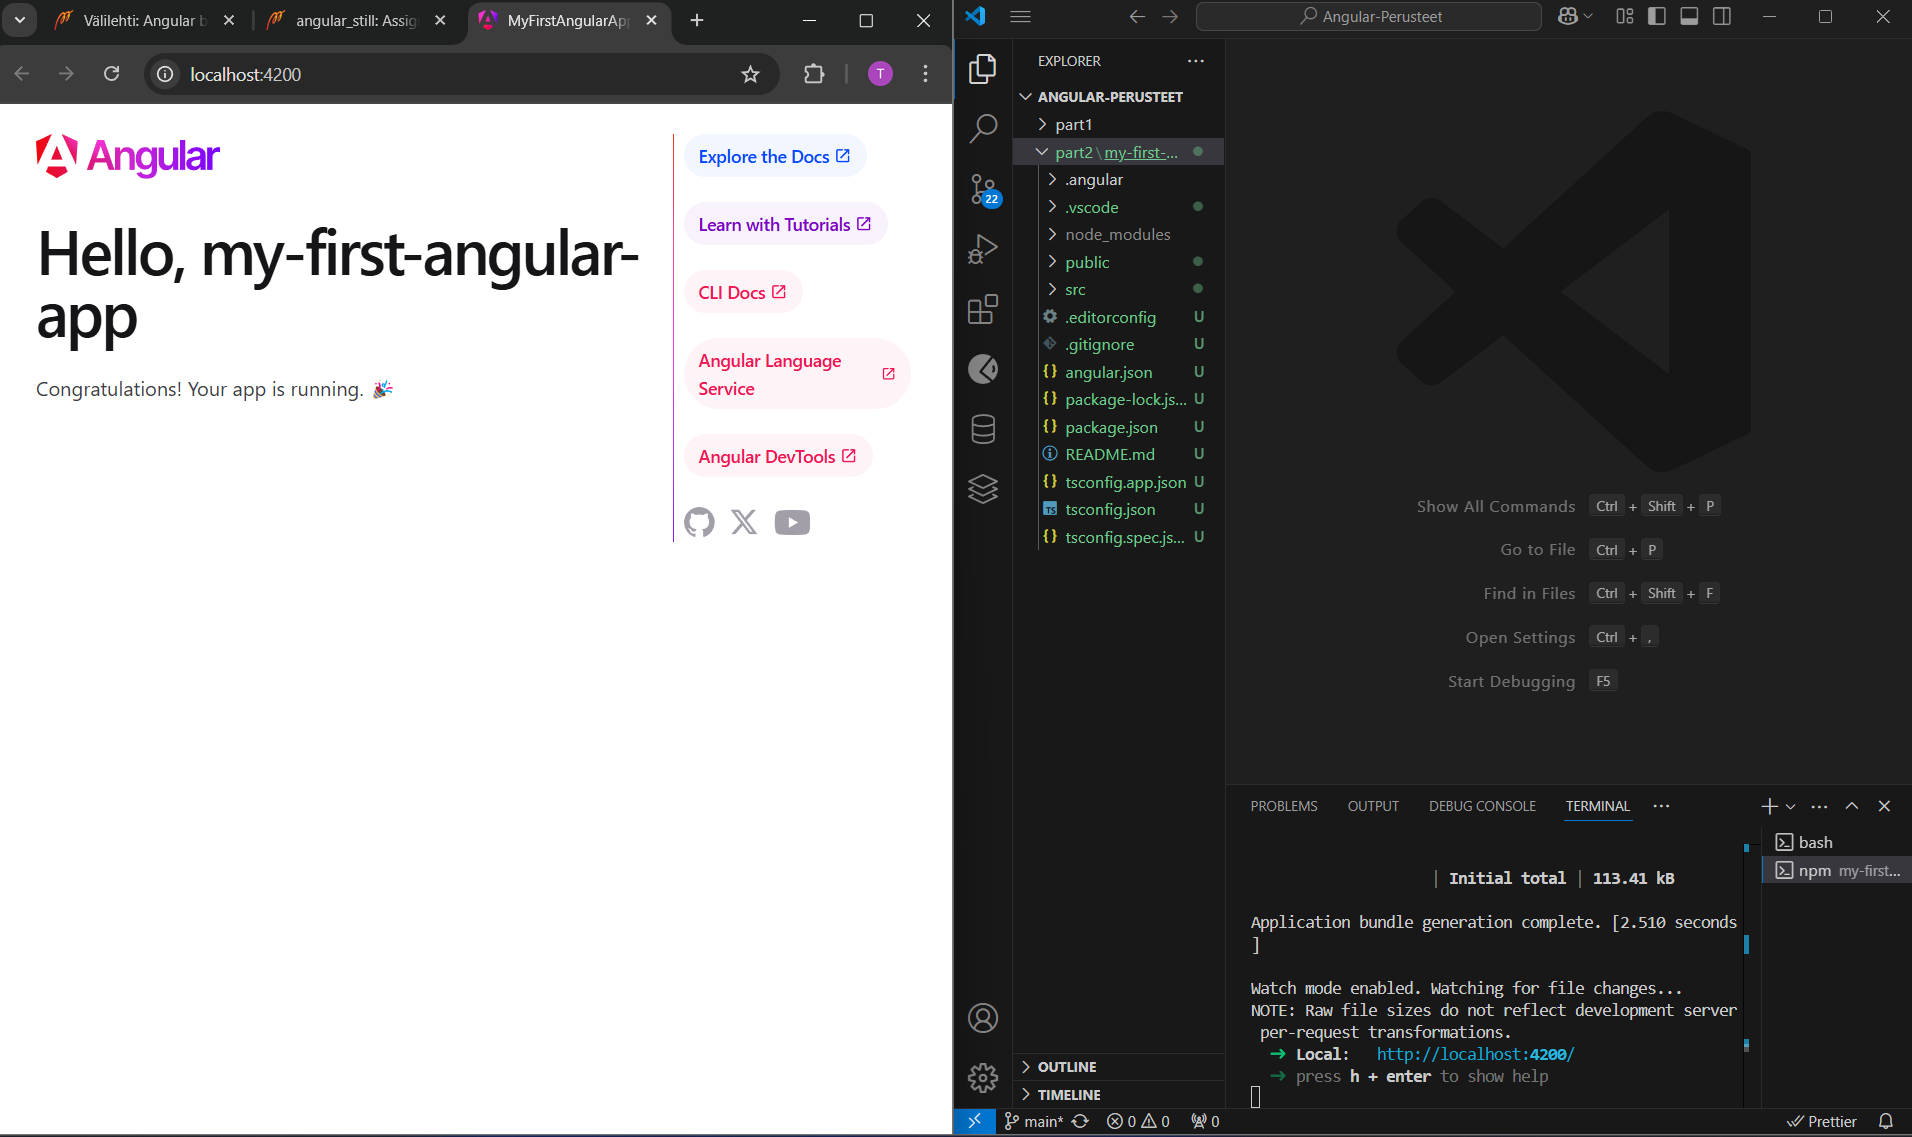 Välilehti: Angular b
angular_still: Assig
MyFirstAngularApp
localhost:4200
T
Angular
Hello, my-first-angular-
app
Congratulations! Your app is running. 🎉
Explore the Docs
Learn with Tutorials
CLI Docs
Angular Language
Service
Angular DevTools
Angular-Perusteet
EXPLORER
ANGULAR-PERUSTEET
part1
part2\my-first-...
.angular
.vscode
node_modules
public
src
.editorconfig U
.gitignore U
{} angular.json U
{} package-lock.js... U
{} package.json U
README.md U
{} tsconfig.app.json U
TS tsconfig.json U
{} tsconfig.spec.js... U
22
OUTLINE
TIMELINE
Show All Commands Ctrl + Shift + P
Go to File Ctrl + P
Find in Files Ctrl + Shift + F
Open Settings Ctrl + ,
Start Debugging F5
PROBLEMS OUTPUT DEBUG CONSOLE TERMINAL ...
bash
npm my-first...
| Initial total | 113.41 kB
Application bundle generation complete. [2.510 seconds
]
Watch mode enabled. Watching for file changes...
NOTE: Raw file sizes do not reflect development server
per-request transformations.
➜ Local: http://localhost:4200/
➜ press h + enter to show help
main* 0 0 0 Prettier